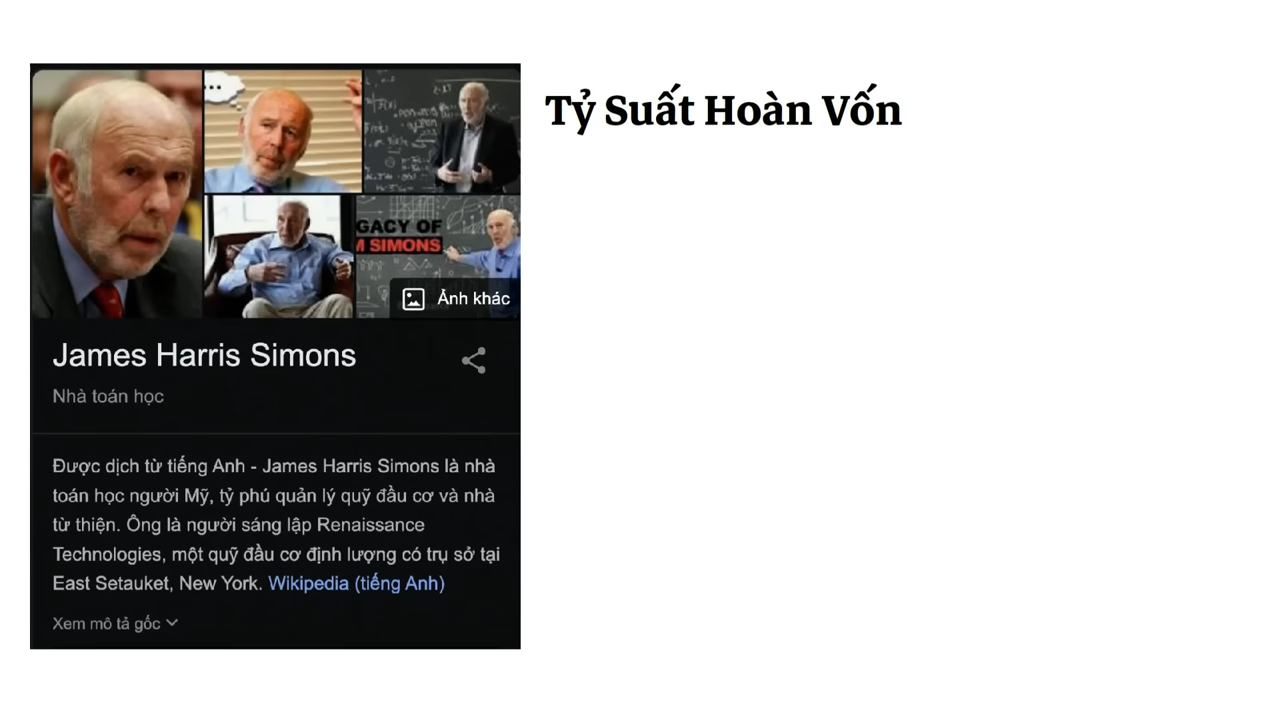 Tỷ Suất Hoàn Vốn
...
GACY OF
M SIMONS
Ảnh khác
James Harris Simons
Nhà toán học
Được dịch từ tiếng Anh - James Harris Simons là nhà
toán học người Mỹ, tỷ phú quản lý quỹ đầu cơ và nhà
từ thiện. Ông là người sáng lập Renaissance
Technologies, một quỹ đầu cơ định lượng có trụ sở tại
East Setauket, New York. Wikipedia (tiếng Anh)
Xem mô tả gốc